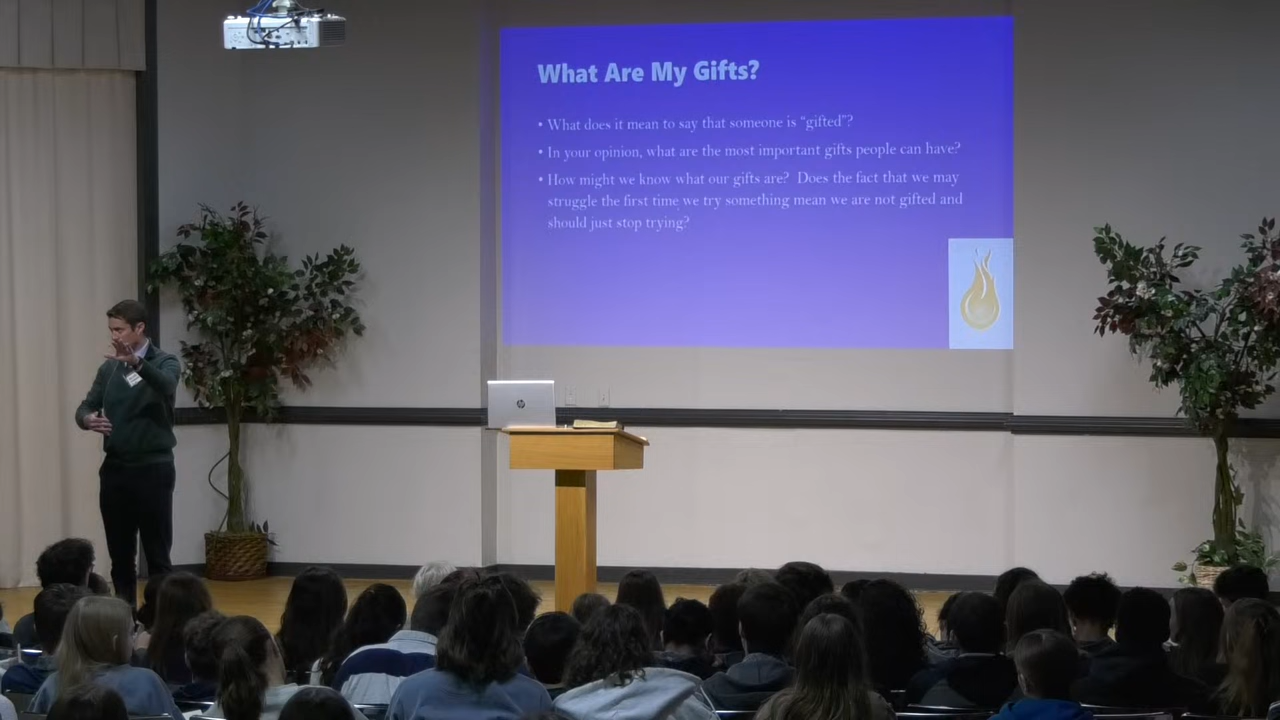 What Are My Gifts?
• What does it mean to say that someone is “gifted”?
• In your opinion, what are the most important gifts people can have?
• How might we know what our gifts are?  Does the fact that we may
struggle the first time we try something mean we are not gifted and
should just stop trying?
hp